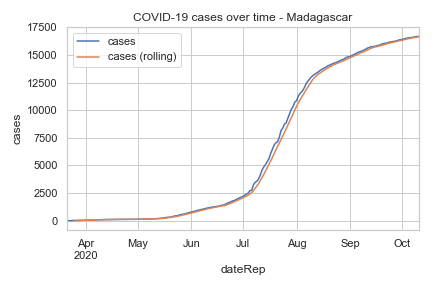 COVID-19 cases over time - Madagascar
cases
cases (rolling)
17500
15000
12500
10000
7500
5000
2500
0
cases
Apr
2020
May
Jun
Jul
Aug
Sep
Oct
dateRep